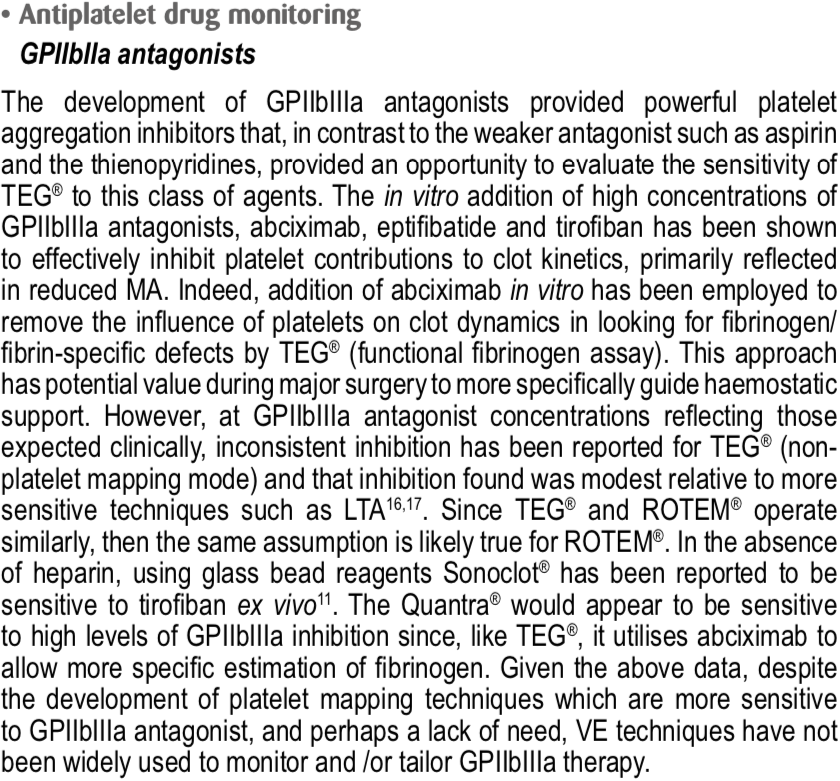 • Antiplatelet drug monitoring
GPIIbIIa antagonists
The development of GPIIbIIIa antagonists provided powerful platelet
aggregation inhibitors that, in contrast to the weaker antagonist such as aspirin
and the thienopyridines, provided an opportunity to evaluate the sensitivity of
TEG® to this class of agents. The in vitro addition of high concentrations of
GPIIbIIIa antagonists, abciximab, eptifibatide and tirofiban has been shown
to effectively inhibit platelet contributions to clot kinetics, primarily reflected
in reduced MA. Indeed, addition of abciximab in vitro has been employed to
remove the influence of platelets on clot dynamics in looking for fibrinogen/
fibrin-specific defects by TEG® (functional fibrinogen assay). This approach
has potential value during major surgery to more specifically guide haemostatic
support. However, at GPIIbIIIa antagonist concentrations reflecting those
expected clinically, inconsistent inhibition has been reported for TEG® (non-
platelet mapping mode) and that inhibition found was modest relative to more
sensitive techniques such as LTA16,17. Since TEG® and ROTEM® operate
similarly, then the same assumption is likely true for ROTEM®. In the absence
of heparin, using glass bead reagents Sonoclot® has been reported to be
sensitive to tirofiban ex vivo11. The Quantra® would appear to be sensitive
to high levels of GPIIbIIIa inhibition since, like TEG®, it utilises abciximab to
allow more specific estimation of fibrinogen. Given the above data, despite
the development of platelet mapping techniques which are more sensitive
to GPIIbIIIa antagonist, and perhaps a lack of need, VE techniques have not
been widely used to monitor and /or tailor GPIIbIIIa therapy.